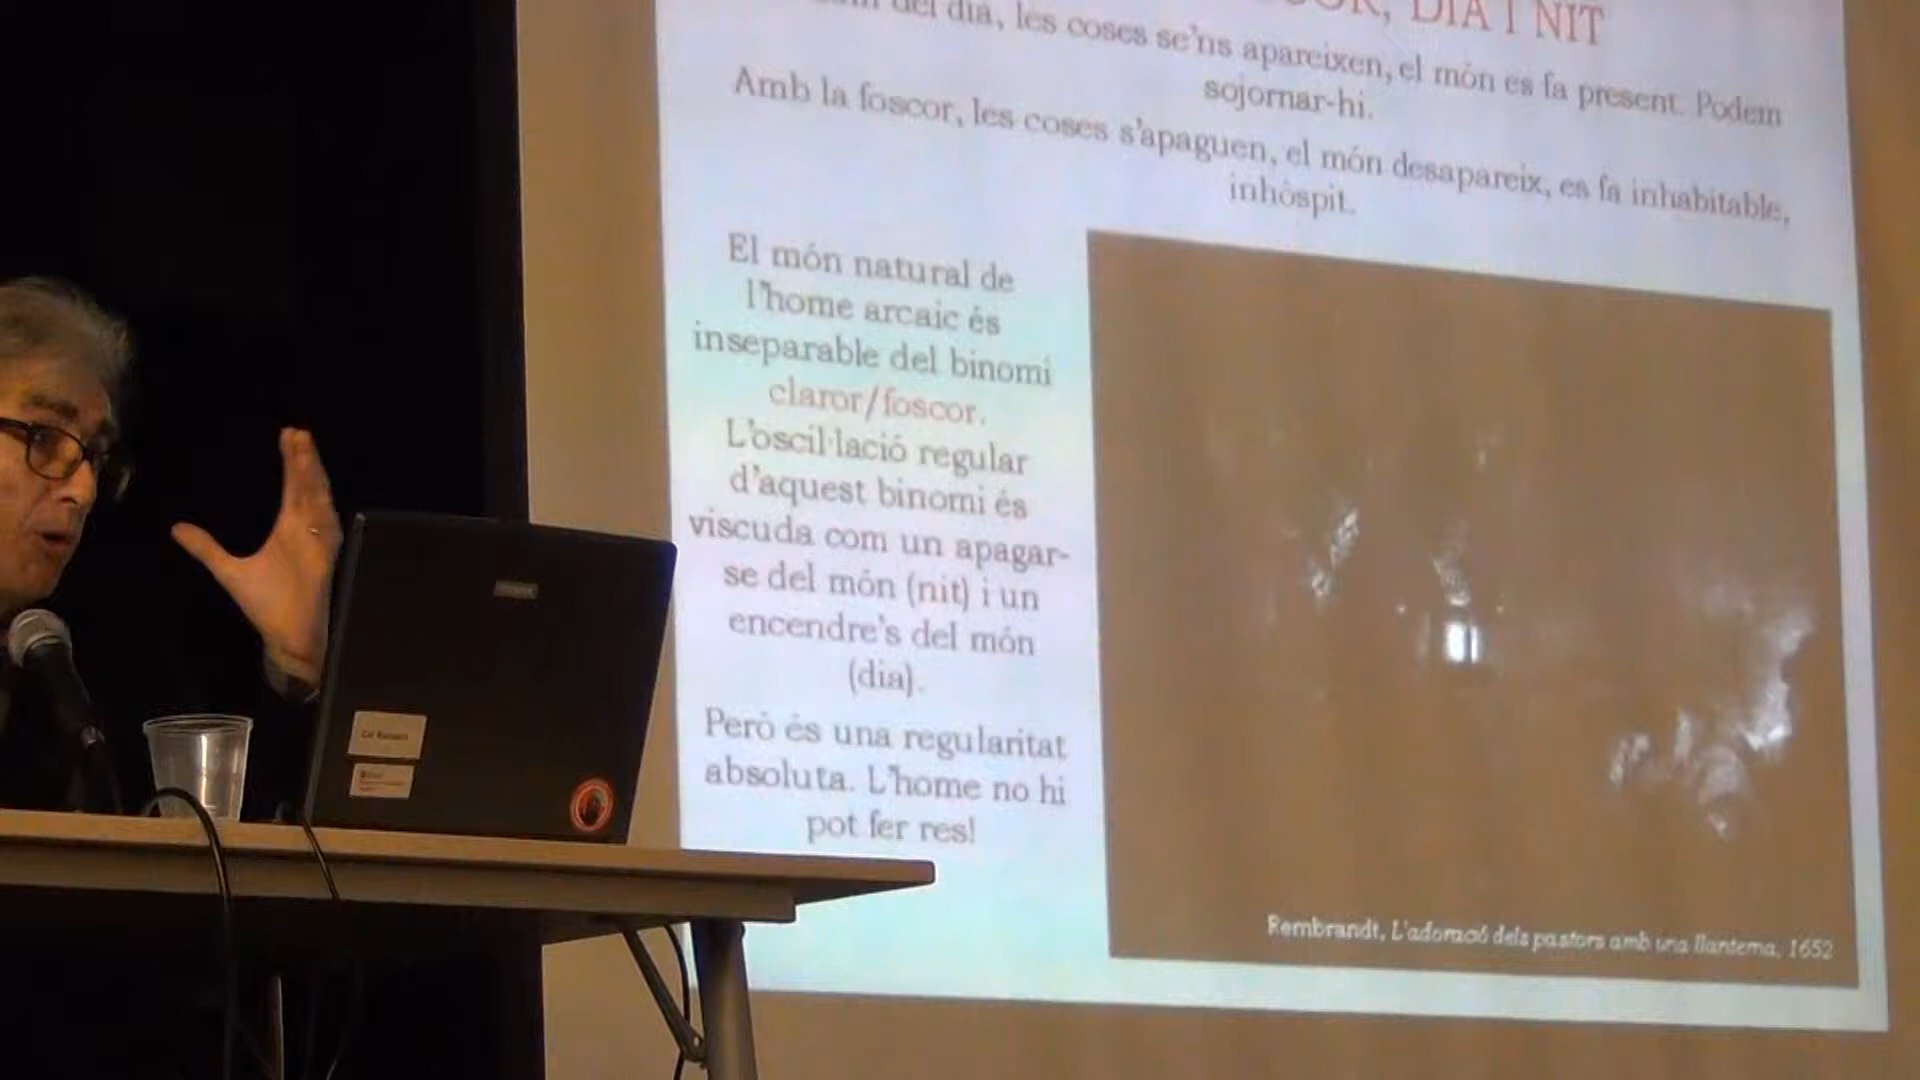 DIA I NIT
del dia, les coses se'ns apareixen, el món es fa present. Podem
sojornar-hi.
Amb la foscor, les coses s'apaguen, el món desapareix, es fa inhabitable,
inhòspit.
El món natural de
l'home arcaic és
inseparable del binomi
claror/foscor.
L'oscil·lació regular
d'aquest binomi és
viscuda com un apagar-
se del món (nit) i un
encendre's del món
(dia).
Però és una regularitat
absoluta. L'home no hi
pot fer res!
Rembrandt, L'adoració dels pastors amb una llanterna, 1652